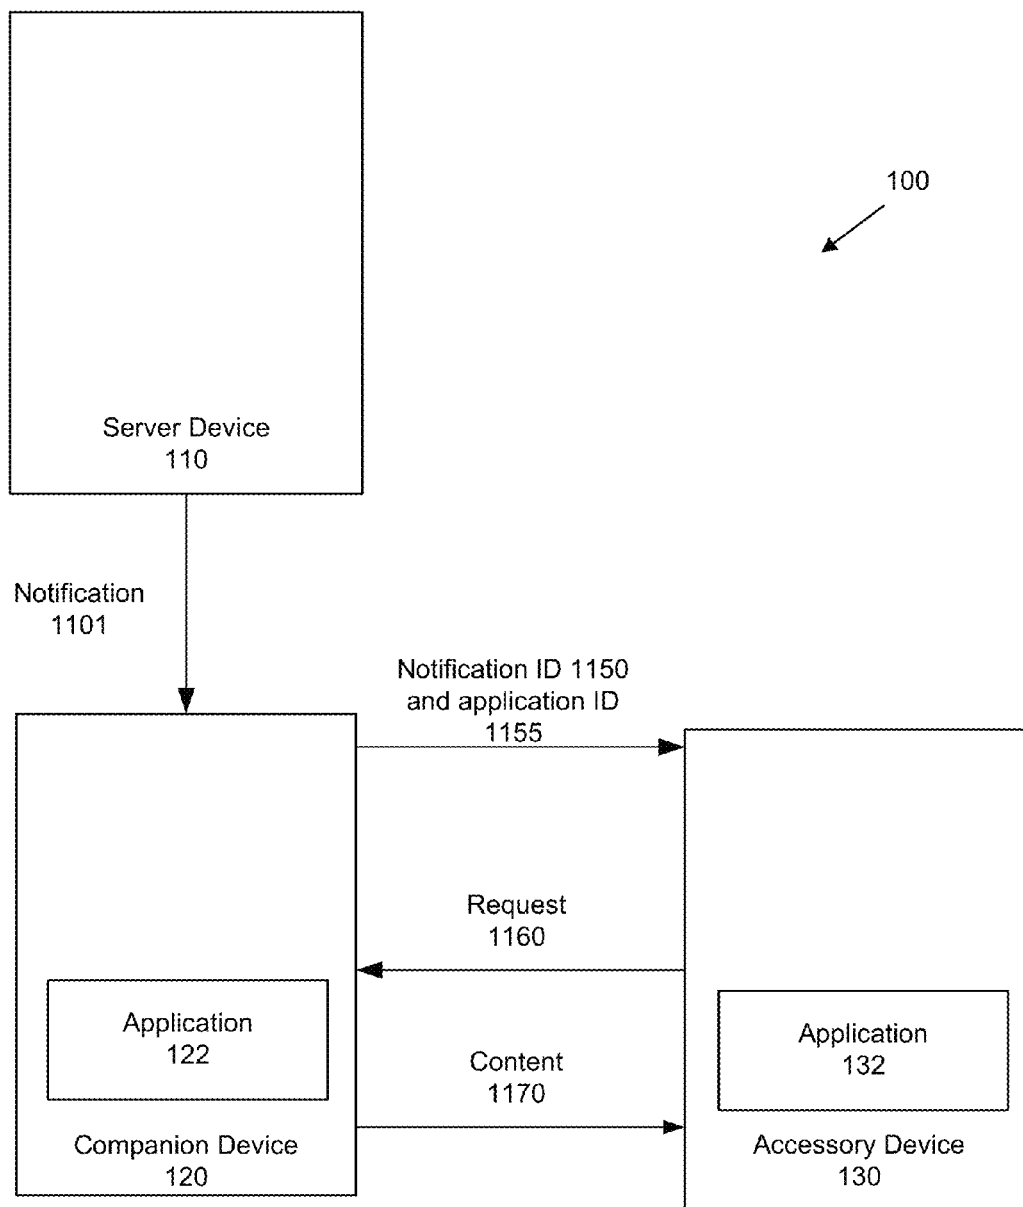 100
Server Device
110
Notification
1101
Notification ID 1150
and application ID
1155
Request
1160
Application
122
Content
1170
Application
132
Companion Device
120
Accessory Device
130